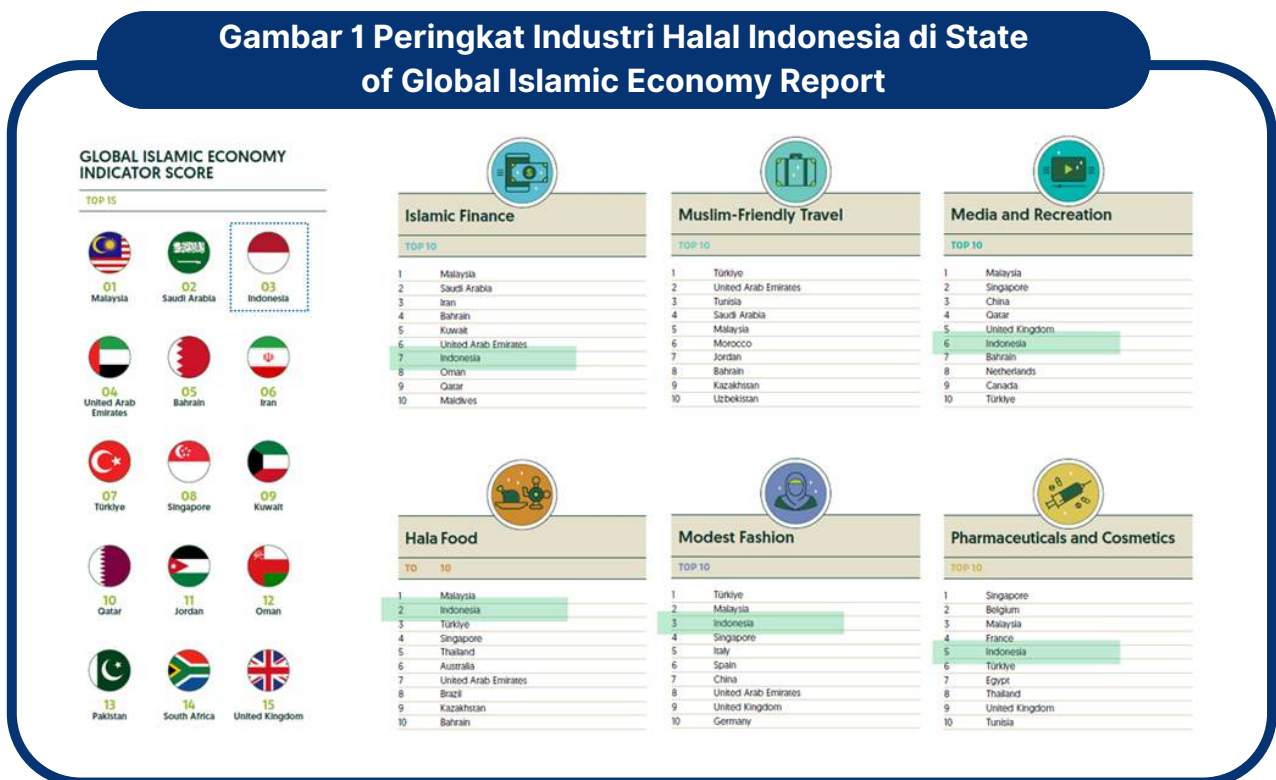 Gambar 1 Peringkat Industri Halal Indonesia di State
of Global Islamic Economy Report
GLOBAL ISLAMIC ECONOMY
INDICATOR SCORE
TOP 15
01
Malaysia
02
Saudi Arabia
03
Indonesia
04
United Arab
Emirates
05
Bahrain
06
Iran
07
Türkiye
08
Singapore
09
Kuwait
10
Qatar
11
Jordan
12
Oman
13
Pakistan
14
South Africa
15
United Kingdom
Islamic Finance
TOP 10
1 Malaysia
2 Saudi Arabia
3 Iran
4 Bahrain
5 Kuwait
6 United Arab Emirates
7 Indonesia
8 Oman
9 Qatar
10 Maldives
Muslim-Friendly Travel
TOP 10
1 Türkiye
2 United Arab Emirates
3 Tunisia
4 Saudi Arabia
5 Malaysia
6 Morocco
7 Jordan
8 Bahrain
9 Kazakhstan
10 Uzbekistan
Media and Recreation
TOP 10
1 Malaysia
2 Singapore
3 China
4 Qatar
5 United Kingdom
6 Indonesia
7 Bahrain
8 Netherlands
9 Canada
10 Türkiye
Hala Food
TO 10
1 Malaysia
2 Indonesia
3 Türkiye
4 Singapore
5 Thailand
6 Australia
7 United Arab Emirates
8 Brazil
9 Kazakhstan
10 Bahrain
Modest Fashion
TOP 10
1 Türkiye
2 Malaysia
3 Indonesia
4 Singapore
5 Italy
6 Spain
7 China
8 United Arab Emirates
9 United Kingdom
10 Germany
Pharmaceuticals and Cosmetics
TOP 10
1 Singapore
2 Belgium
3 Malaysia
4 France
5 Indonesia
6 Türkiye
7 Egypt
8 Thailand
9 United Kingdom
10 Tunisia